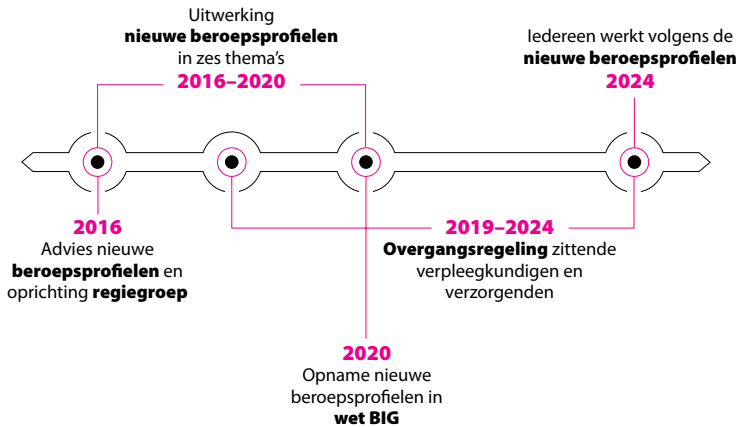 Uitwerking
nieuwe beroepsprofielen
in zes thema's
2016–2020
Iedereen werkt volgens de
nieuwe beroepsprofielen
2024
2016
Advies nieuwe
beroepsprofielen en
oprichting regiegroep
2019–2024
Overgangsregeling zittende
verpleegkundigen en
verzorgenden
2020
Opname nieuwe
beroepsprofielen in
wet BIG